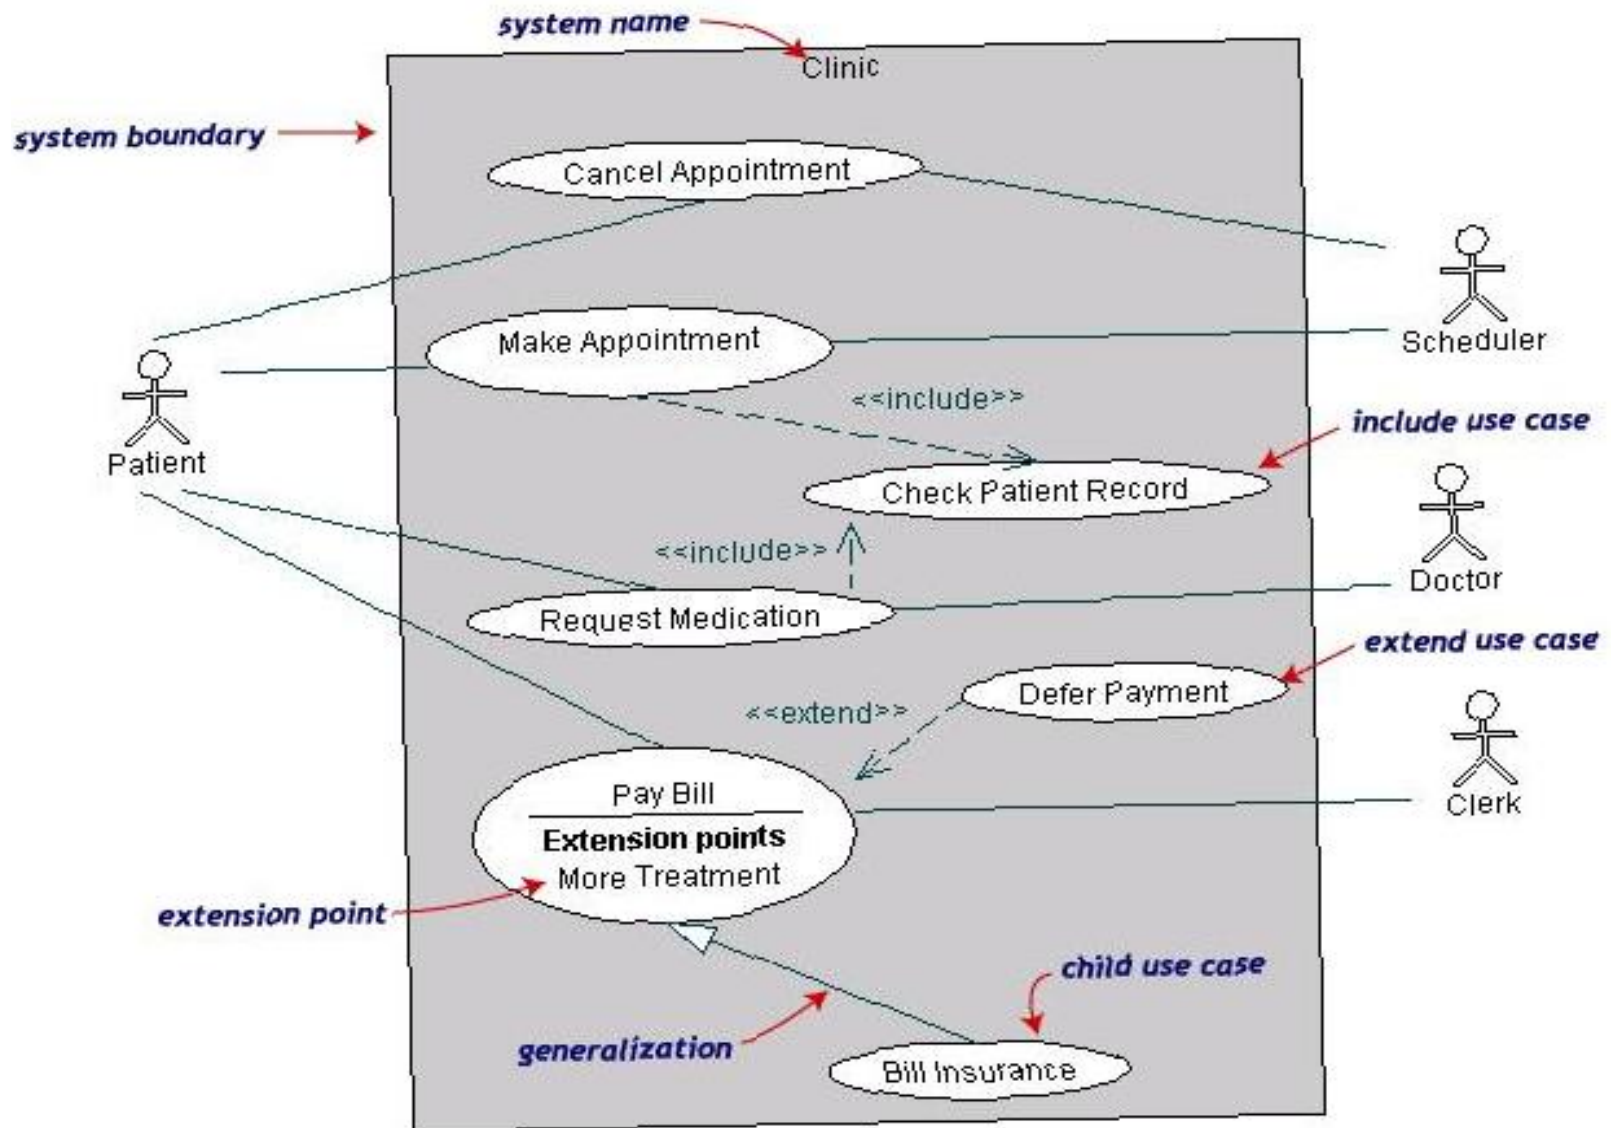 system name
Clinic
system boundary
Cancel Appointment
Make Appointment
Scheduler
<<include>>
include use case
Patient
Check Patient Record
<<include>>
Doctor
Request Medication
extend use case
Defer Payment
<<extend>>
Pay Bill
Clerk
Extension points
More Treatment
extension point
child use case
generalization
Bill Insurance